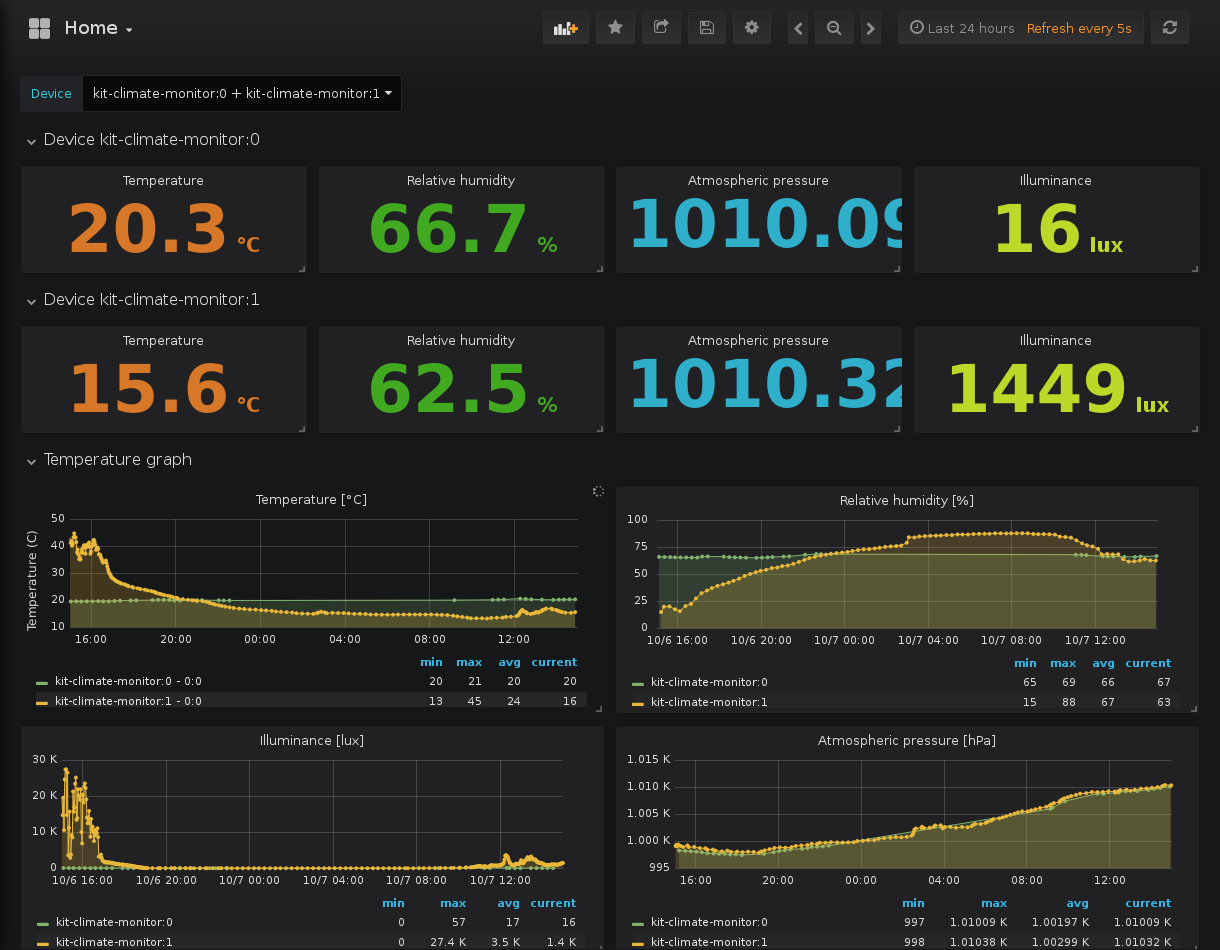 Home
Last 24 hours Refresh every 5s
Device kit-climate-monitor:0 + kit-climate-monitor:1
Device kit-climate-monitor:0
Temperature Relative humidity Atmospheric pressure Illuminance
20.3 °C 66.7 % 1010.09 16 lux
Device kit-climate-monitor:1
Temperature Relative humidity Atmospheric pressure Illuminance
15.6 °C 62.5 % 1010.32 1449 lux
Temperature graph
Temperature [°C]
Temperature (C)
50
40
30
20
10
16:00 20:00 00:00 04:00 08:00 12:00
min max avg current
kit-climate-monitor:0 - 0:0 20 21 20 20
kit-climate-monitor:1 - 0:0 13 45 24 16
Relative humidity [%]
100
75
50
25
0
10/6 16:00 10/6 20:00 10/7 00:00 10/7 04:00 10/7 08:00 10/7 12:00
min max avg current
kit-climate-monitor:0 65 69 66 67
kit-climate-monitor:1 15 88 67 63
Illuminance [lux]
30 K
20 K
10 K
0
10/6 16:00 10/6 20:00 10/7 00:00 10/7 04:00 10/7 08:00 10/7 12:00
min max avg current
kit-climate-monitor:0 0 57 17 16
kit-climate-monitor:1 0 27.4 K 3.5 K 1.4 K
Atmospheric pressure [hPa]
1.015 K
1.010 K
1.005 K
1.000 K
995
16:00 20:00 00:00 04:00 08:00 12:00
min max avg current
kit-climate-monitor:0 997 1.01009 K 1.00197 K 1.01009 K
kit-climate-monitor:1 998 1.01038 K 1.00299 K 1.01032 K